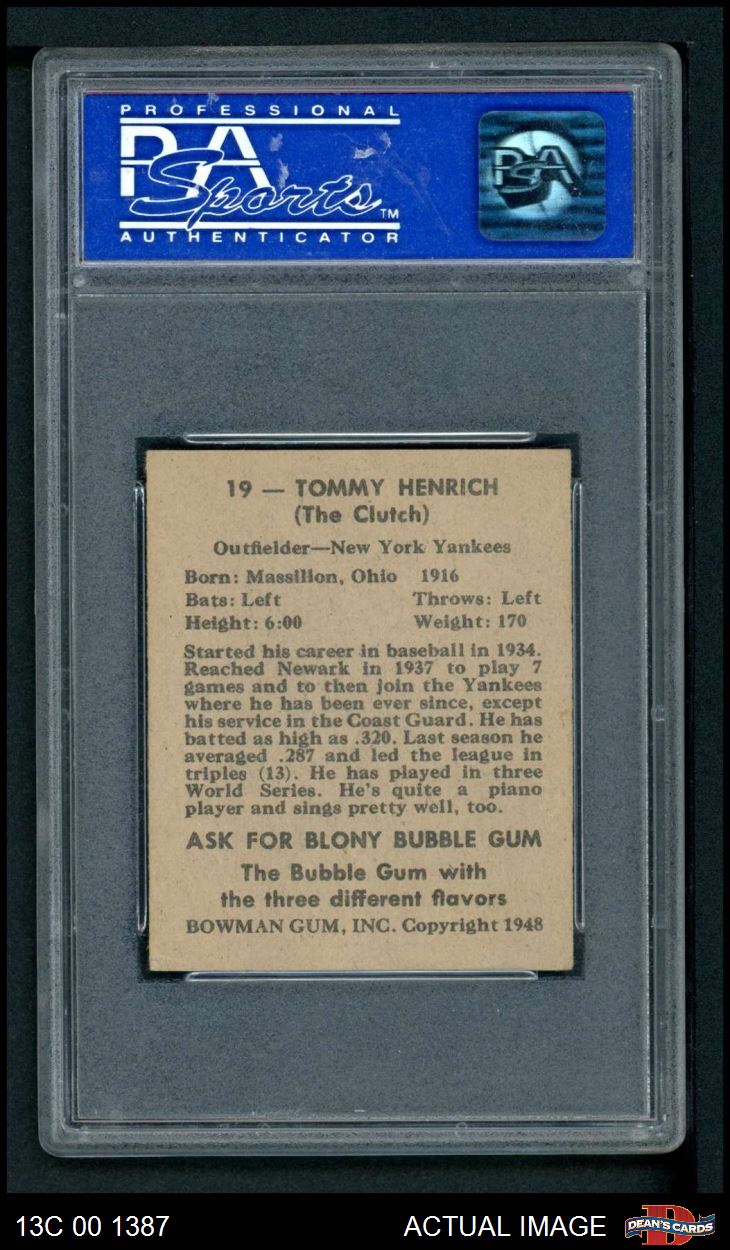 PROFESSIONAL
PSA
Sports™
AUTHENTICATOR
PSA
19 — TOMMY HENRICH
(The Clutch)
Outfielder—New York Yankees
Born: Massillon, Ohio 1916
Bats: Left Throws: Left
Height: 6:00 Weight: 170
Started his career in baseball in 1934.
Reached Newark in 1937 to play 7
games and to then join the Yankees
where he has been ever since, except
his service in the Coast Guard. He has
batted as high as .320. Last season he
averaged .287 and led the league in
triples (13). He has played in three
World Series. He's quite a piano
player and sings pretty well, too.
ASK FOR BLONY BUBBLE GUM
The Bubble Gum with
the three different flavors
BOWMAN GUM, INC. Copyright 1948
13C 00 1387 ACTUAL IMAGE D DEAN'S CARDS